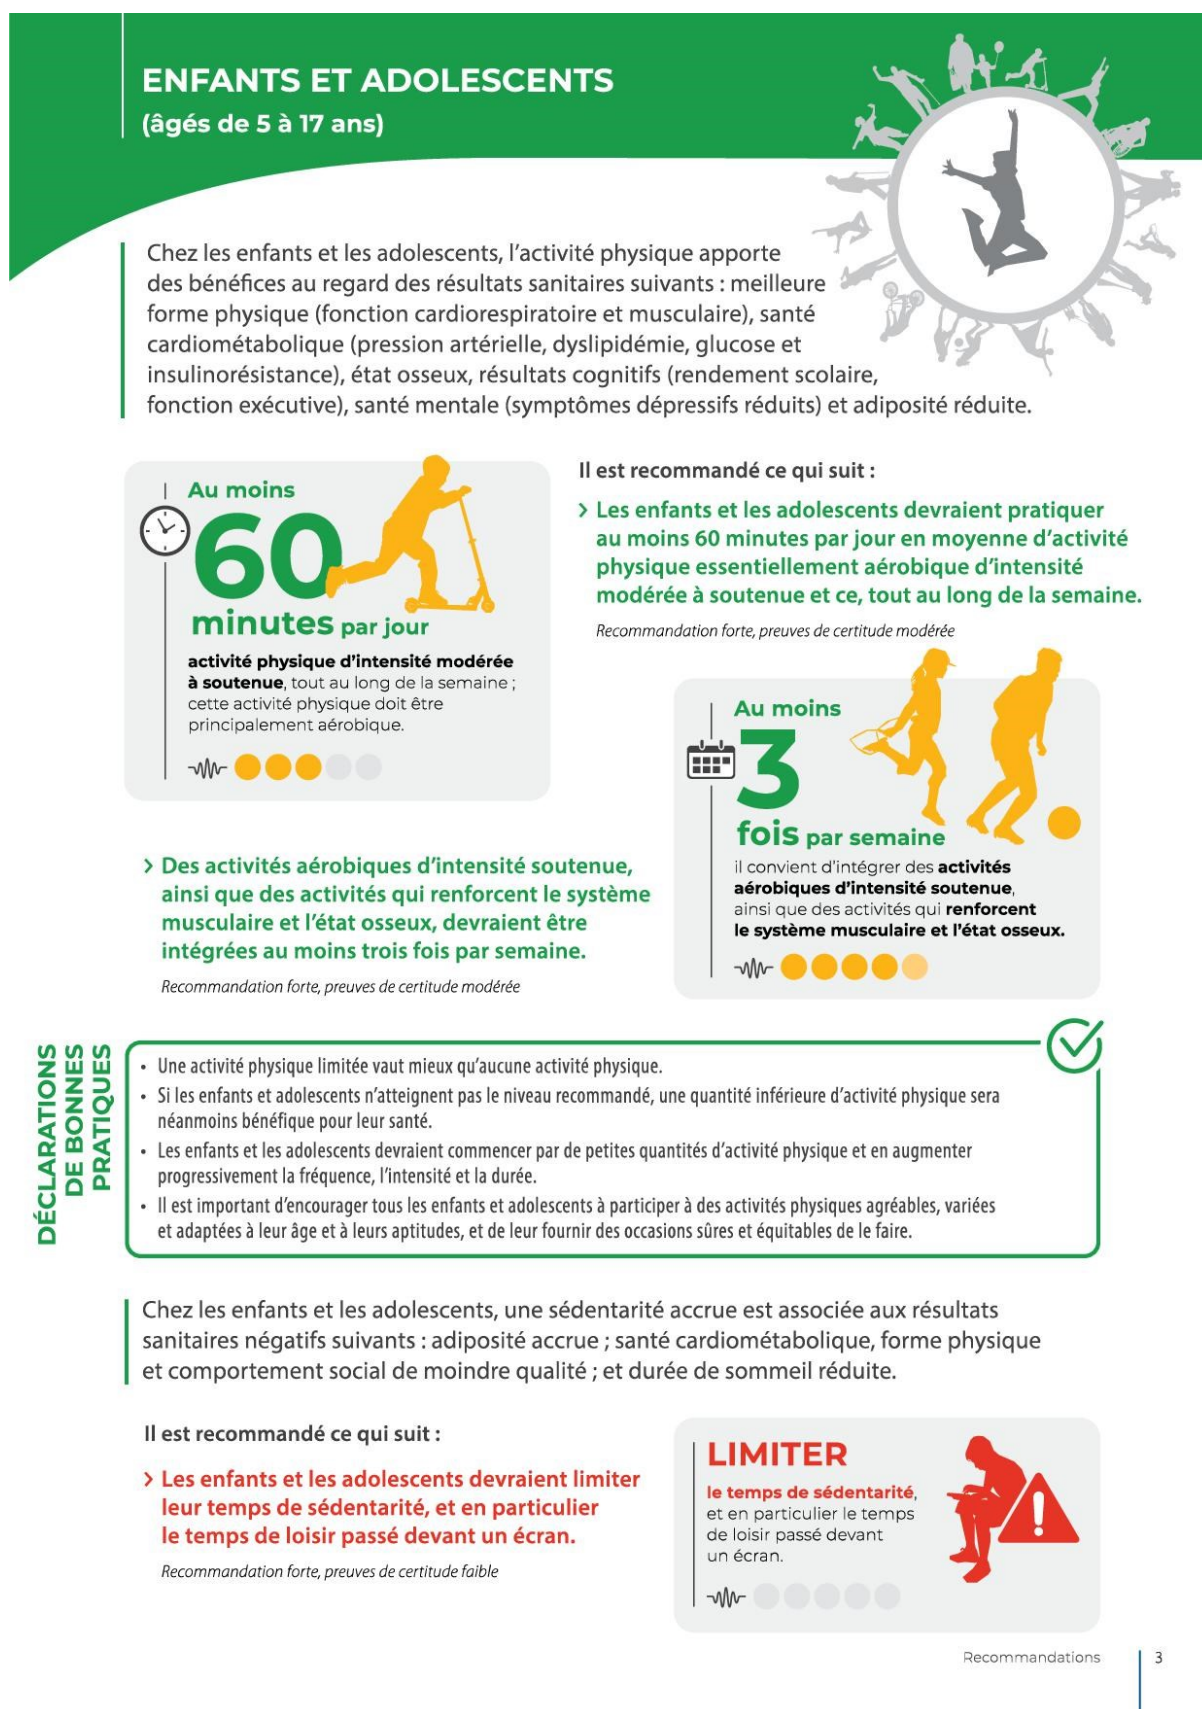 ENFANTS ET ADOLESCENTS
(âgés de 5 à 17 ans)
Chez les enfants et les adolescents, l’activité physique apporte
des bénéfices au regard des résultats sanitaires suivants : meilleure
forme physique (fonction cardiorespiratoire et musculaire), santé
cardiométabolique (pression artérielle, dyslipidémie, glucose et
insulinorésistance), état osseux, résultats cognitifs (rendement scolaire,
fonction exécutive), santé mentale (symptômes dépressifs réduits) et adiposité réduite.
Au moins
60
minutes par jour
activité physique d’intensité modérée
à soutenue, tout au long de la semaine ;
cette activité physique doit être
principalement aérobique.
Il est recommandé ce qui suit :
> Les enfants et les adolescents devraient pratiquer
au moins 60 minutes par jour en moyenne d’activité
physique essentiellement aérobique d’intensité
modérée à soutenue et ce, tout au long de la semaine.
Recommandation forte, preuves de certitude modérée
Au moins
3
fois par semaine
il convient d’intégrer des activités
aérobiques d’intensité soutenue,
ainsi que des activités qui renforcent
le système musculaire et l’état osseux.
> Des activités aérobiques d’intensité soutenue,
ainsi que des activités qui renforcent le système
musculaire et l’état osseux, devraient être
intégrées au moins trois fois par semaine.
Recommandation forte, preuves de certitude modérée
DÉCLARATIONS
DE BONNES
PRATIQUES
• Une activité physique limitée vaut mieux qu’aucune activité physique.
• Si les enfants et adolescents n’atteignent pas le niveau recommandé, une quantité inférieure d’activité physique sera
néanmoins bénéfique pour leur santé.
• Les enfants et les adolescents devraient commencer par de petites quantités d’activité physique et en augmenter
progressivement la fréquence, l’intensité et la durée.
• Il est important d’encourager tous les enfants et adolescents à participer à des activités physiques agréables, variées
et adaptées à leur âge et à leurs aptitudes, et de leur fournir des occasions sûres et équitables de le faire.
Chez les enfants et les adolescents, une sédentarité accrue est associée aux résultats
sanitaires négatifs suivants : adiposité accrue ; santé cardiométabolique, forme physique
et comportement social de moindre qualité ; et durée de sommeil réduite.
Il est recommandé ce qui suit :
> Les enfants et les adolescents devraient limiter
leur temps de sédentarité, et en particulier
le temps de loisir passé devant un écran.
Recommandation forte, preuves de certitude faible
LIMITER
le temps de sédentarité,
et en particulier le temps
de loisir passé devant
un écran.
Recommandations
3